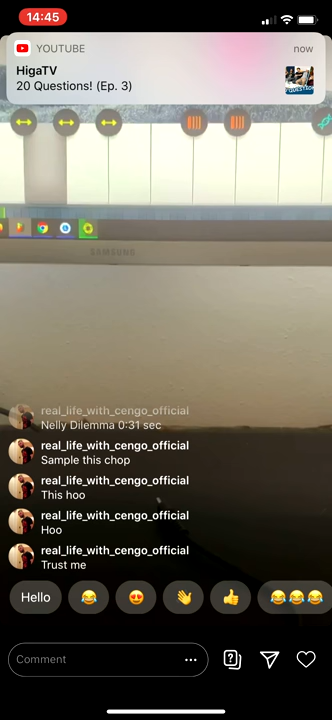 14:45
YOUTUBE
now
HigaTV
20 Questions! (Ep. 3)
SAMSUNG
real_life_with_cengo_official
Nelly Dilemma 0:31 sec
real_life_with_cengo_official
Sample this chop
real_life_with_cengo_official
This hoo
real_life_with_cengo_official
Hoo
real_life_with_cengo_official
Trust me
Hello
Comment